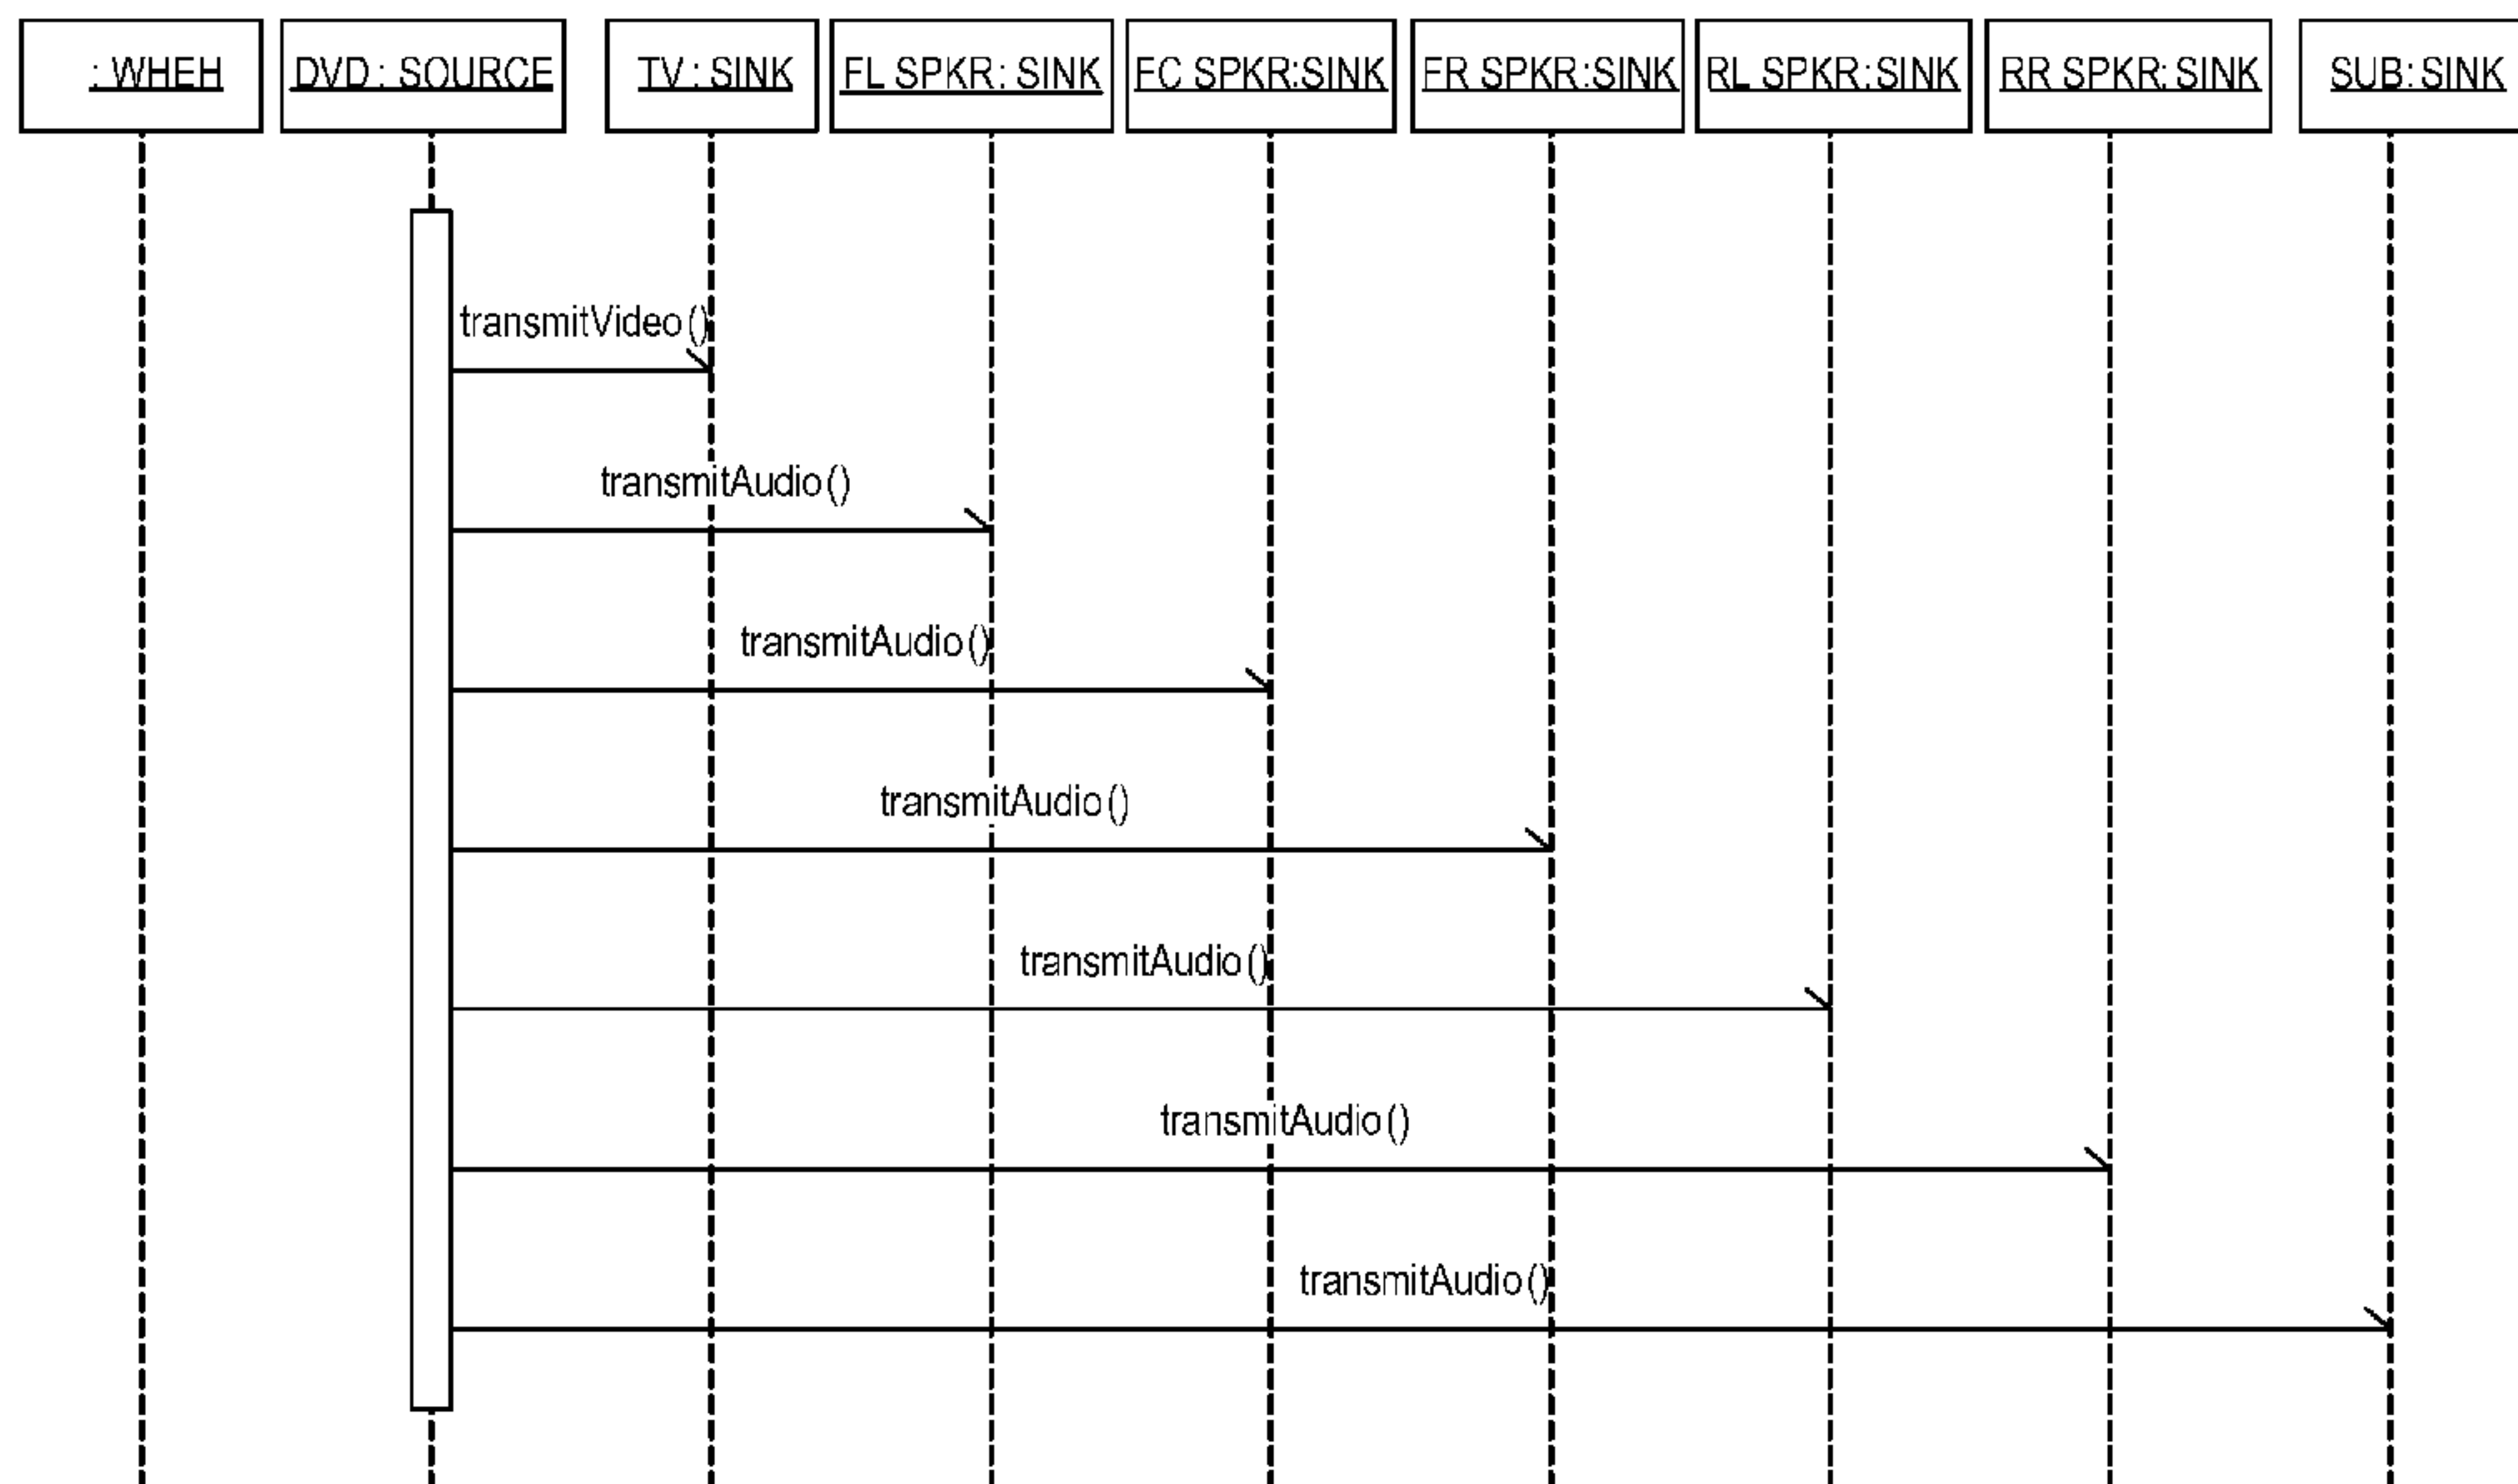 : WHEH
DVD : SOURCE
TV : SINK
FL SPKR : SINK
FC SPKR:SINK
FR SPKR:SINK
RL SPKR:SINK
RR SPKR: SINK
SUB: SINK
transmitVideo ()
transmitAudio ()
transmitAudio ()
transmitAudio ()
transmitAudio ()
transmitAudio ()
transmitAudio ()